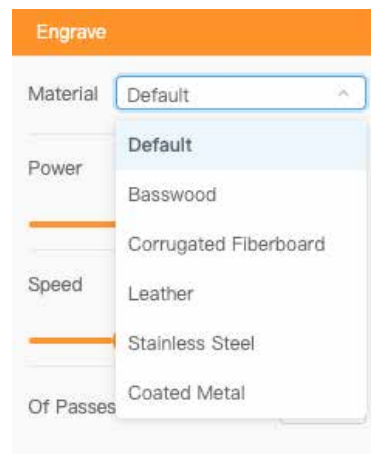 Engrave
Material Default
Default
Power
Basswood
Corrugated Fiberboard
Speed
Leather
Stainless Steel
Coated Metal
Of Passes